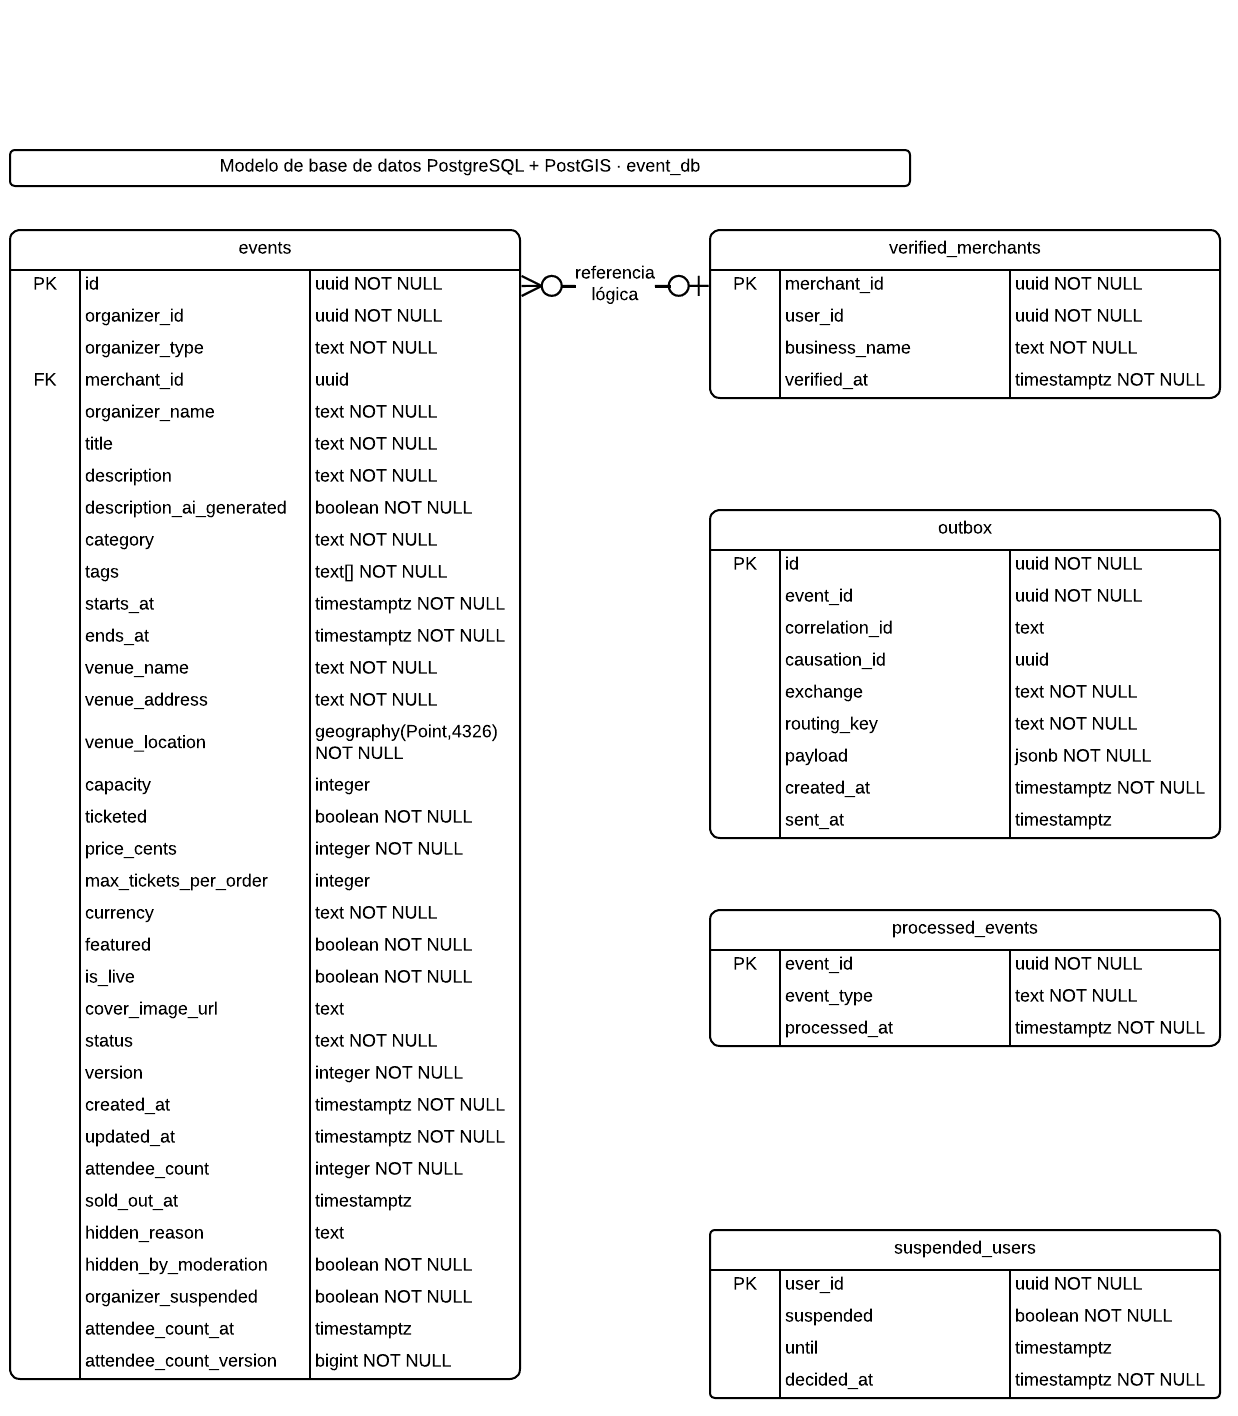 Modelo de base de datos PostgreSQL + PostGIS · event_db
events
PK id uuid NOT NULL
organizer_id uuid NOT NULL
organizer_type text NOT NULL
FK merchant_id uuid
organizer_name text NOT NULL
title text NOT NULL
description text NOT NULL
description_ai_generated boolean NOT NULL
category text NOT NULL
tags text[] NOT NULL
starts_at timestamptz NOT NULL
ends_at timestamptz NOT NULL
venue_name text NOT NULL
venue_address text NOT NULL
venue_location geography(Point,4326)
NOT NULL
capacity integer
ticketed boolean NOT NULL
price_cents integer NOT NULL
max_tickets_per_order integer
currency text NOT NULL
featured boolean NOT NULL
is_live boolean NOT NULL
cover_image_url text
status text NOT NULL
version integer NOT NULL
created_at timestamptz NOT NULL
updated_at timestamptz NOT NULL
attendee_count integer NOT NULL
sold_out_at timestamptz
hidden_reason text
hidden_by_moderation boolean NOT NULL
organizer_suspended boolean NOT NULL
attendee_count_at timestamptz
attendee_count_version bigint NOT NULL
referencia
lógica
verified_merchants
PK merchant_id uuid NOT NULL
user_id uuid NOT NULL
business_name text NOT NULL
verified_at timestamptz NOT NULL
outbox
PK id uuid NOT NULL
event_id uuid NOT NULL
correlation_id text
causation_id uuid
exchange text NOT NULL
routing_key text NOT NULL
payload jsonb NOT NULL
created_at timestamptz NOT NULL
sent_at timestamptz
processed_events
PK event_id uuid NOT NULL
event_type text NOT NULL
processed_at timestamptz NOT NULL
suspended_users
PK user_id uuid NOT NULL
suspended boolean NOT NULL
until timestamptz
decided_at timestamptz NOT NULL